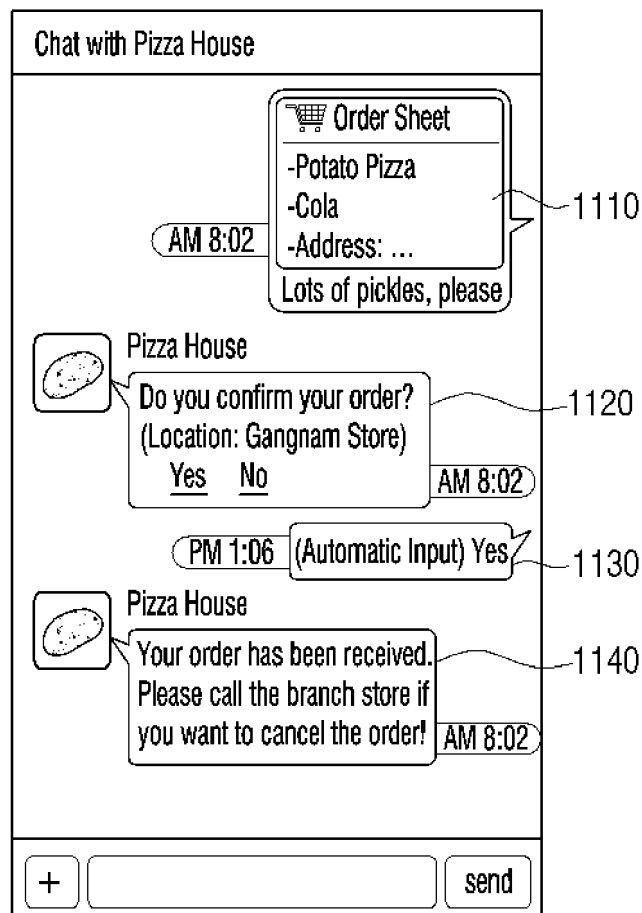 Chat with Pizza House
Order Sheet
-Potato Pizza
-Cola
-Address: ...
Lots of pickles, please
AM 8:02
1110
Pizza House
Do you confirm your order?
(Location: Gangnam Store)
Yes No
AM 8:02
1120
PM 1:06
(Automatic Input) Yes
1130
Pizza House
Your order has been received.
Please call the branch store if
you want to cancel the order!
AM 8:02
1140
+
send